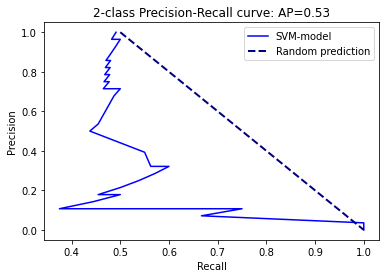 2-class Precision-Recall curve: AP=0.53
SVM-model
Random prediction
Precision
1.0
0.8
0.6
0.4
0.2
0.0
0.4
0.5
0.6
0.7
0.8
0.9
1.0
Recall